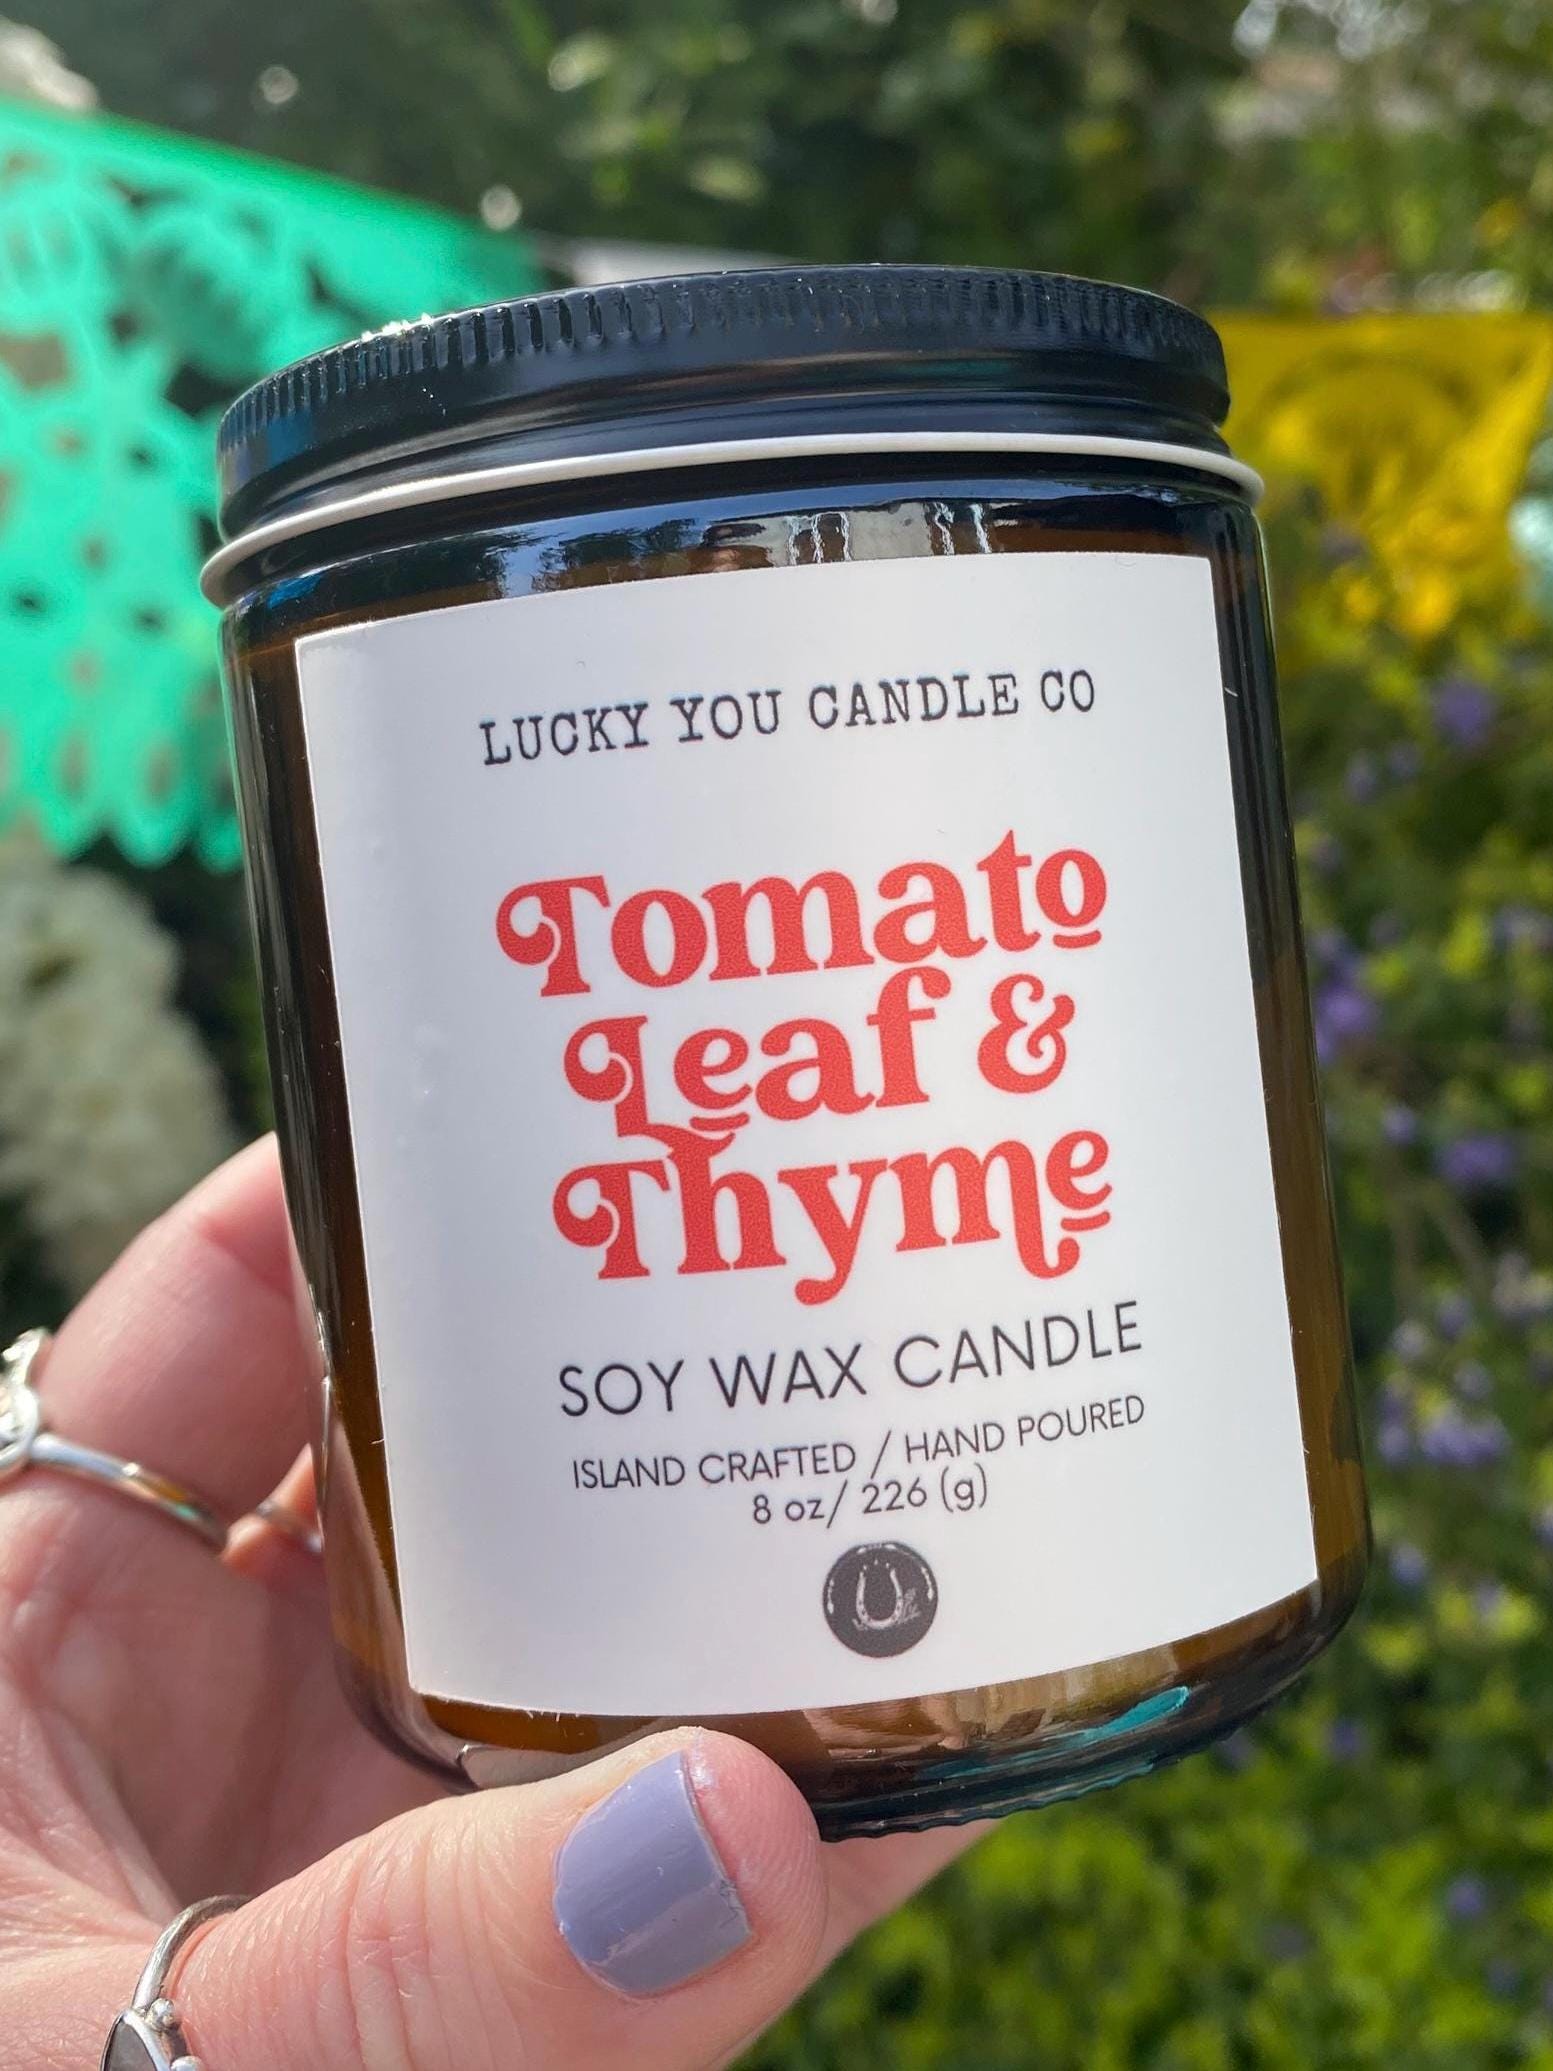 LUCKY YOU CANDLE CO
Tomato
Leaf &
Thyme
SOY WAX CANDLE
ISLAND CRAFTED / HAND POURED
8 oz/ 226 (g)